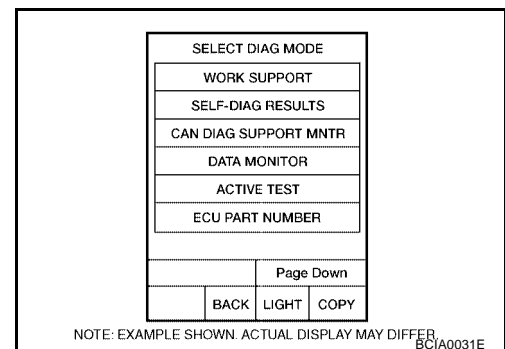 SELECT DIAG MODE
WORK SUPPORT
SELF-DIAG RESULTS
CAN DIAG SUPPORT MNTR
DATA MONITOR
ACTIVE TEST
ECU PART NUMBER
Page Down
BACK LIGHT COPY
NOTE: EXAMPLE SHOWN. ACTUAL DISPLAY MAY DIFFER.
BCIA0031E